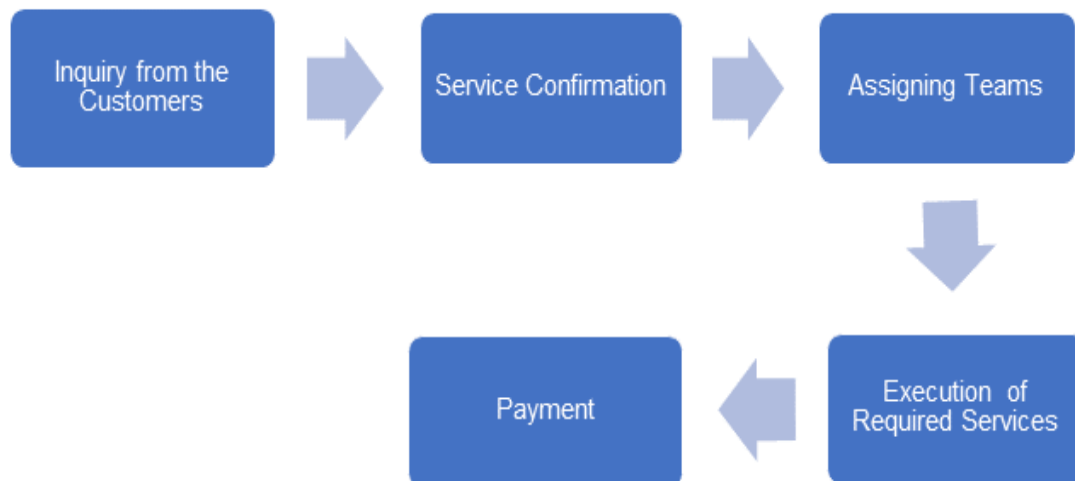 Inquiry from the
Customers
Service Confirmation
Assigning Teams
Execution of
Required Services
Payment